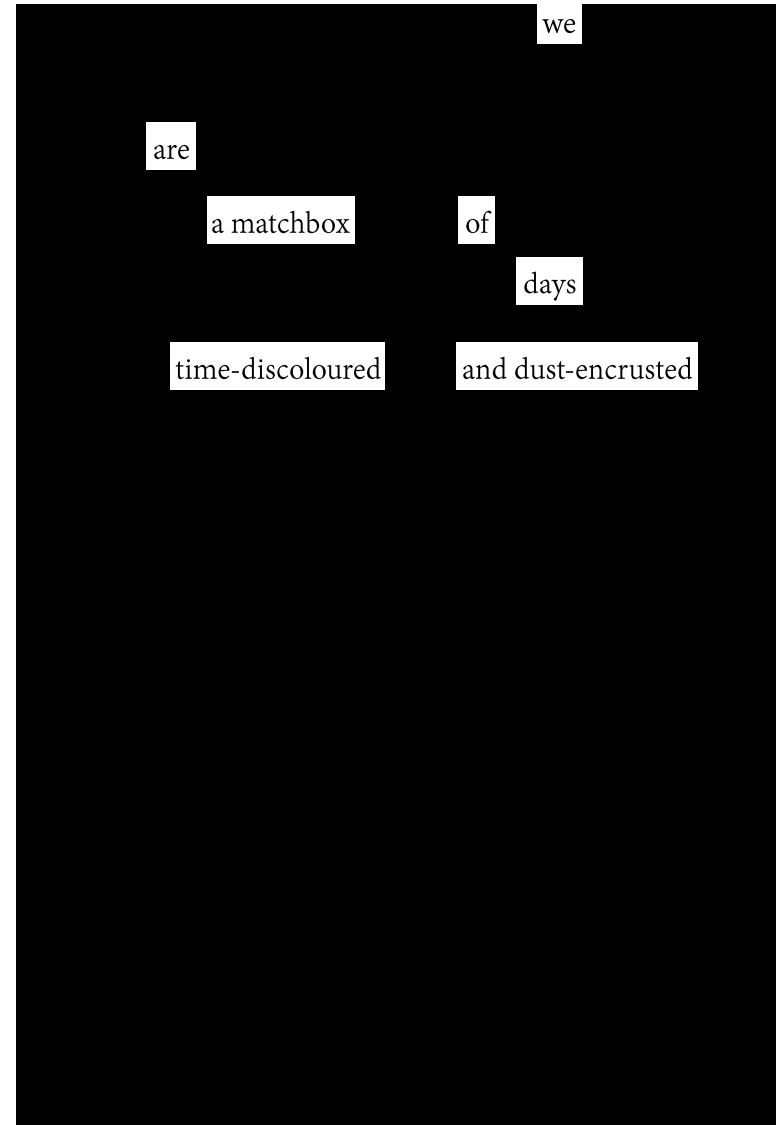 we
are
a matchbox of
days
time-discoloured and dust-encrusted